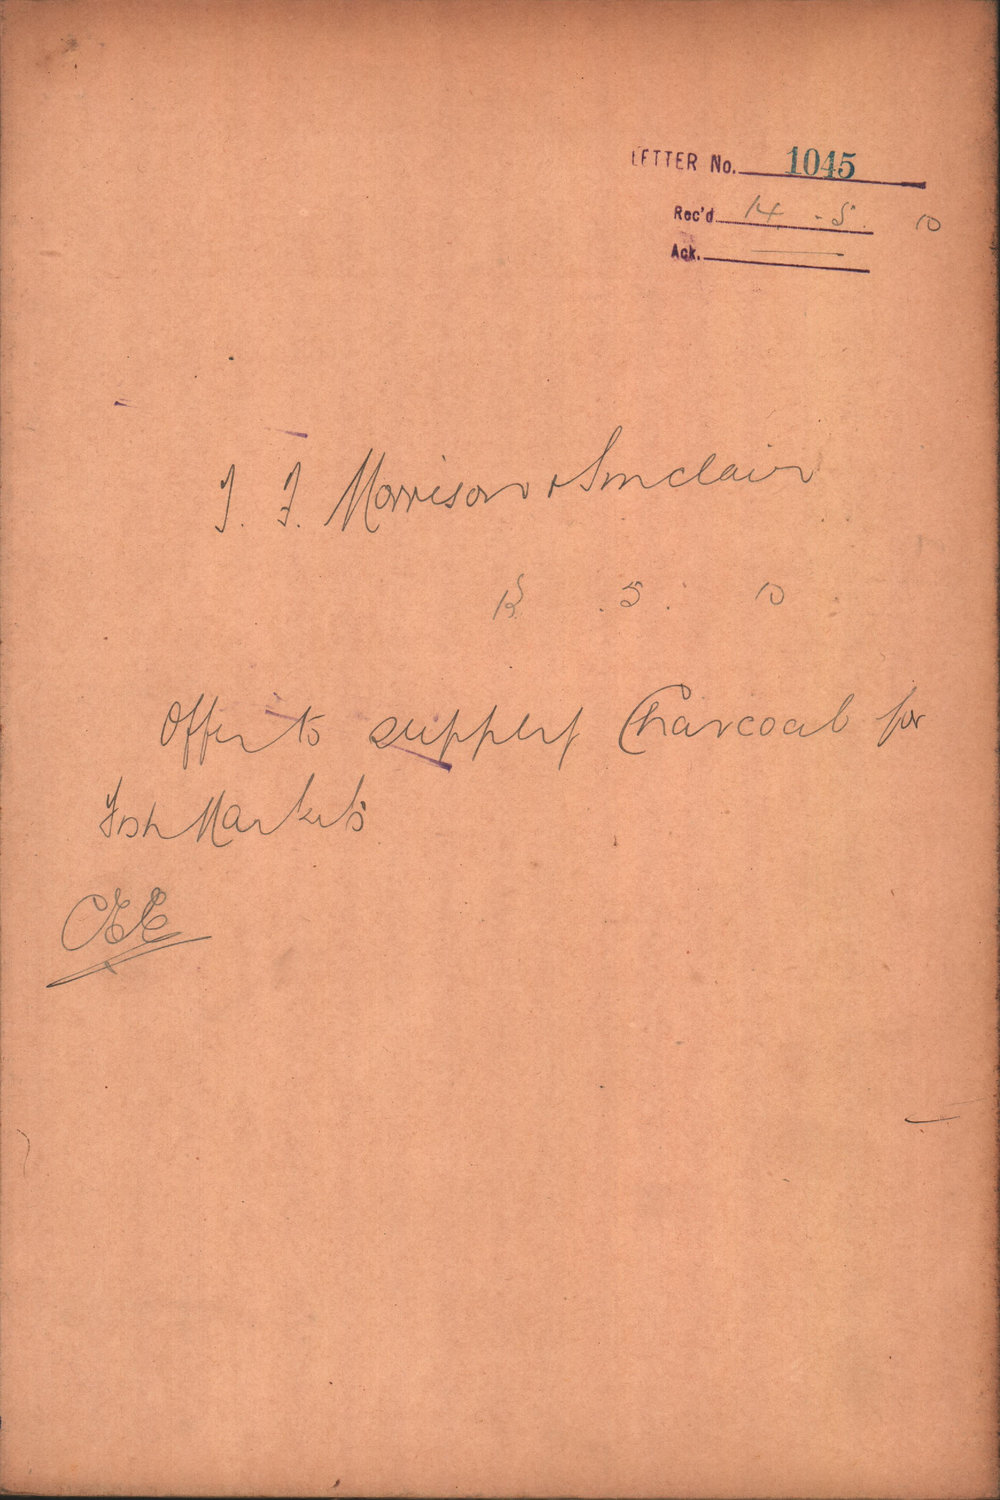 LETTER No. 1045
Rec'd 14 . 5 . 10
Ack.
J. J. Morrison & Sinclair
13 . 5 . 10
Offer to supply Charcoal for
Fish Markets